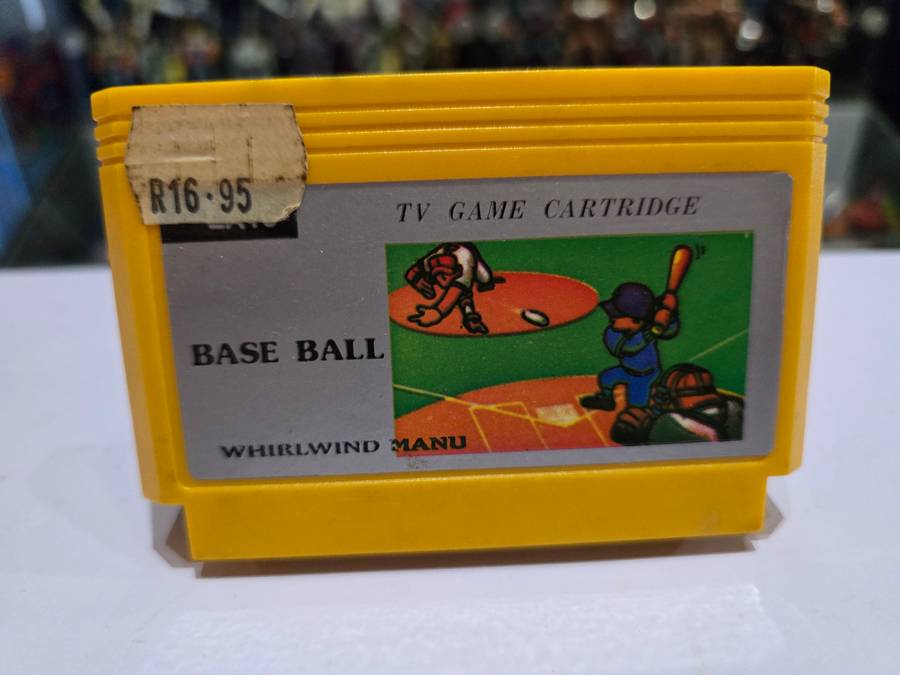 R16.95
TV GAME CARTRIDGE
BASE BALL
WHIRLWIND MANU